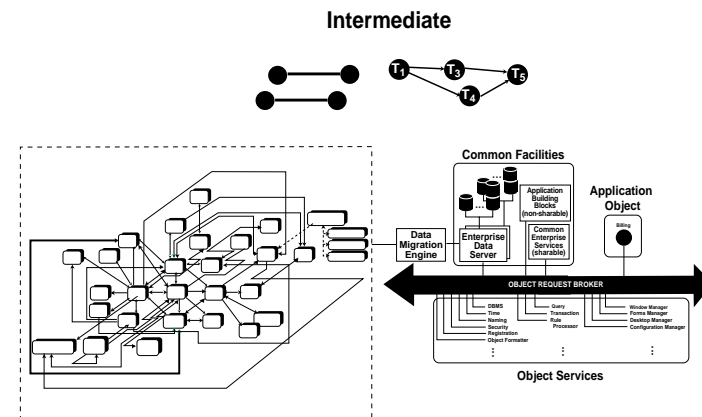 Intermediate
T1
T3
T4
T5
Common Facilities
...
...
Application
Building
Blocks
(non-sharable)
Application
Object
Data
Migration
Engine
Enterprise
Data
Server
Common
Enterprise
Services
(sharable)
Billing
OBJECT REQUEST BROKER
DBMS
Time
Naming
Security
Registration
Object Formatter
Query
Transaction
Rule
Processor
Window Manager
Forms Manager
Desktop Manager
Configuration Manager
Object Services